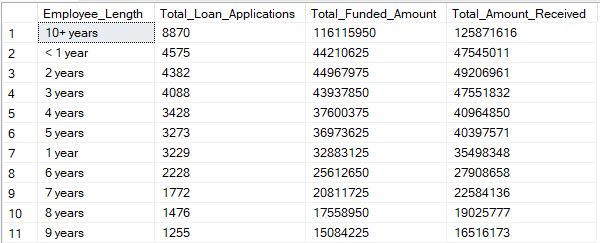 Employee_Length Total_Loan_Applications Total_Funded_Amount Total_Amount_Received
1 10+ years 8870 116115950 125871616
2 < 1 year 4575 44210625 47545011
3 2 years 4382 44967975 49206961
4 3 years 4088 43937850 47551832
5 4 years 3428 37600375 40964850
6 5 years 3273 36973625 40397571
7 1 year 3229 32883125 35498348
8 6 years 2228 25612650 27908658
9 7 years 1772 20811725 22584136
10 8 years 1476 17558950 19025777
11 9 years 1255 15084225 16516173